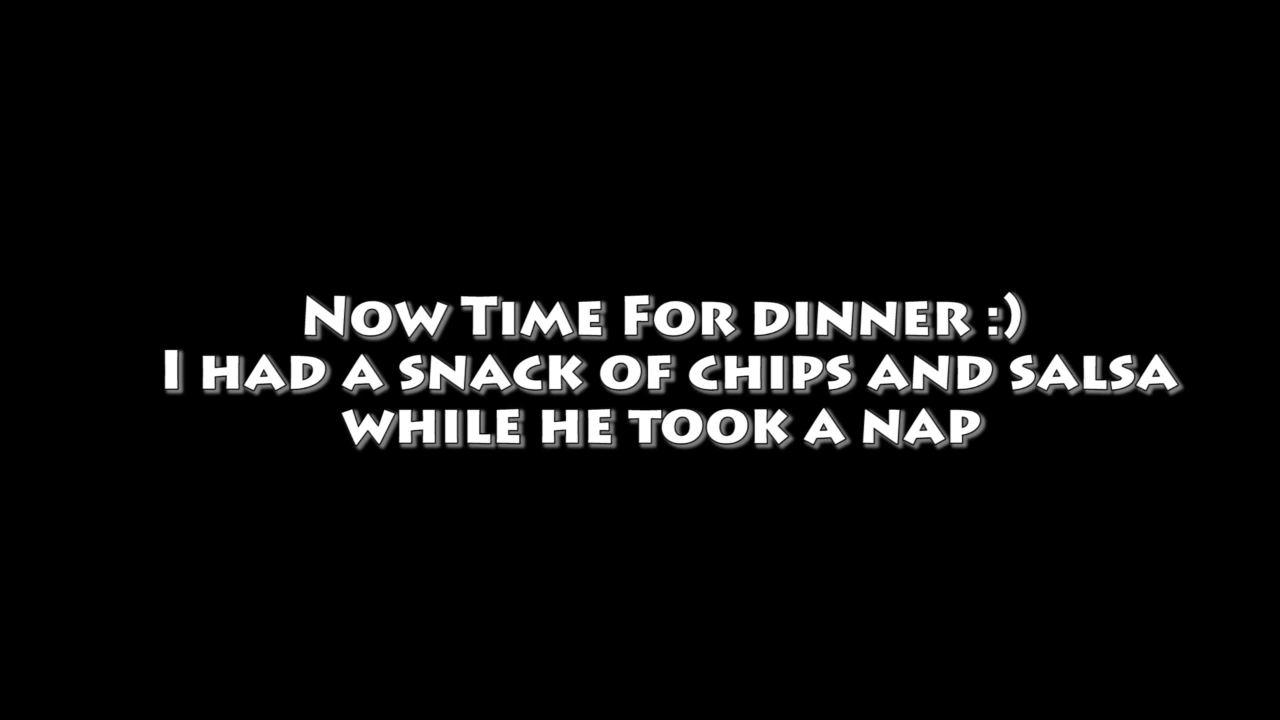 Now Time For dinner :)
I had a snack of chips and salsa
while he took a nap